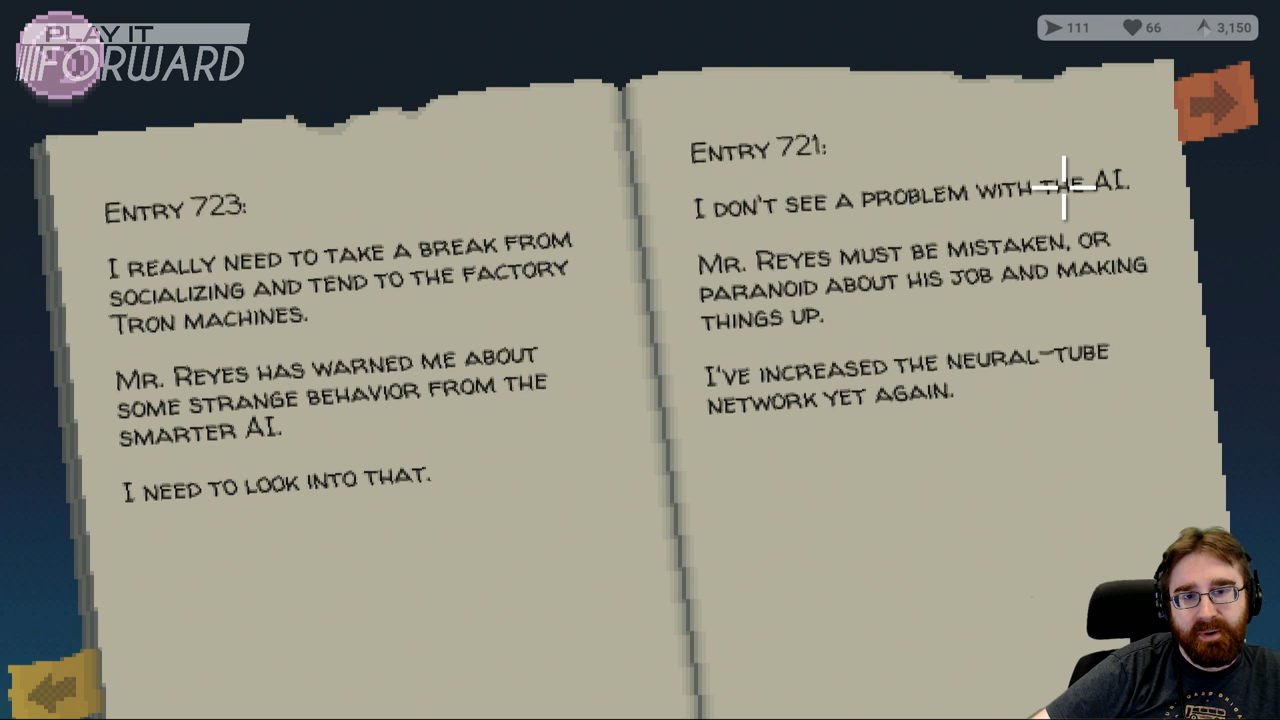 PLAY IT
FORWARD
111
66
3,150
ENTRY 723:
I REALLY NEED TO TAKE A BREAK FROM
SOCIALIZING AND TEND TO THE FACTORY
TRON MACHINES.
MR. REYES HAS WARNED ME ABOUT
SOME STRANGE BEHAVIOR FROM THE
SMARTER AI.
I NEED TO LOOK INTO THAT.
ENTRY 721:
I DON'T SEE A PROBLEM WITH THE AI.
MR. REYES MUST BE MISTAKEN, OR
PARANOID ABOUT HIS JOB AND MAKING
THINGS UP.
I'VE INCREASED THE NEURAL-TUBE
NETWORK YET AGAIN.